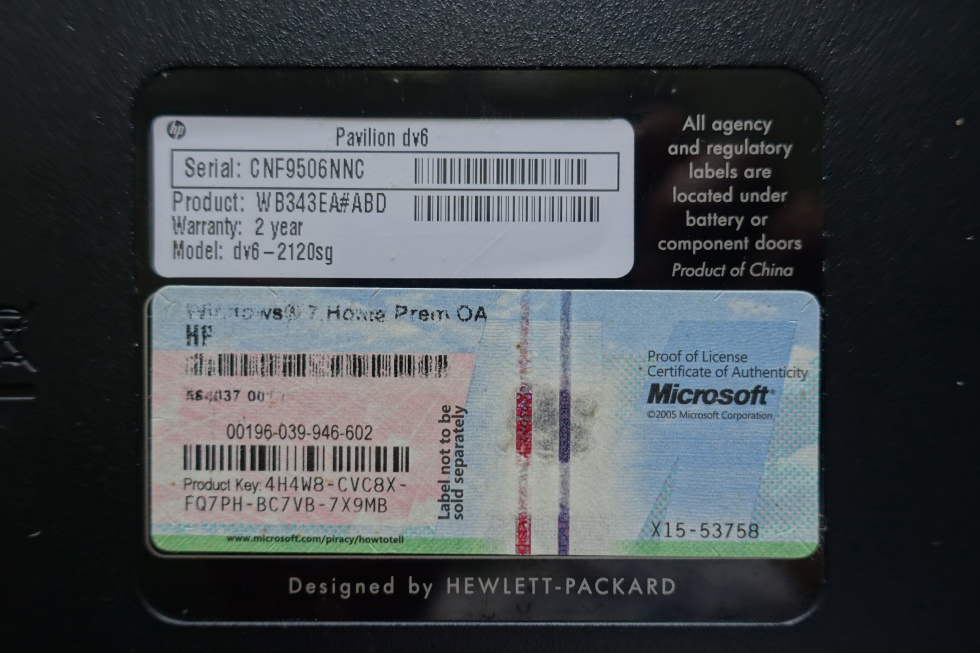 hp
Pavilion dv6
Serial: CNF9506NNC
Product: WB343EA#ABD
Warranty: 2 year
Model: dv6-2120sg
All agency
and regulatory
labels are
located under
battery or
component doors
Product of China
Windows® 7 Home Prem OA
HP
00196-039-946-602
Product Key: 4H4W8-CVC8X-
FQ7PH-BC7VB-7X9MB
www.microsoft.com/piracy/howtotell
Label not to be
sold separately
Proof of License
Certificate of Authenticity
Microsoft®
©2005 Microsoft Corporation
X15-53758
Designed by HEWLETT-PACKARD